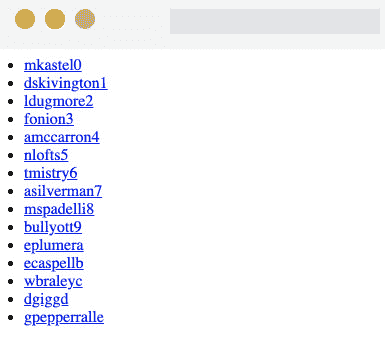 mkastel0
dskivington1
ldugmore2
fonion3
amccarron4
nlofts5
tmistry6
asilverman7
mspadelli8
bullyott9
eplumera
ecaspellb
wbraleyc
dgiggd
gpepperralle